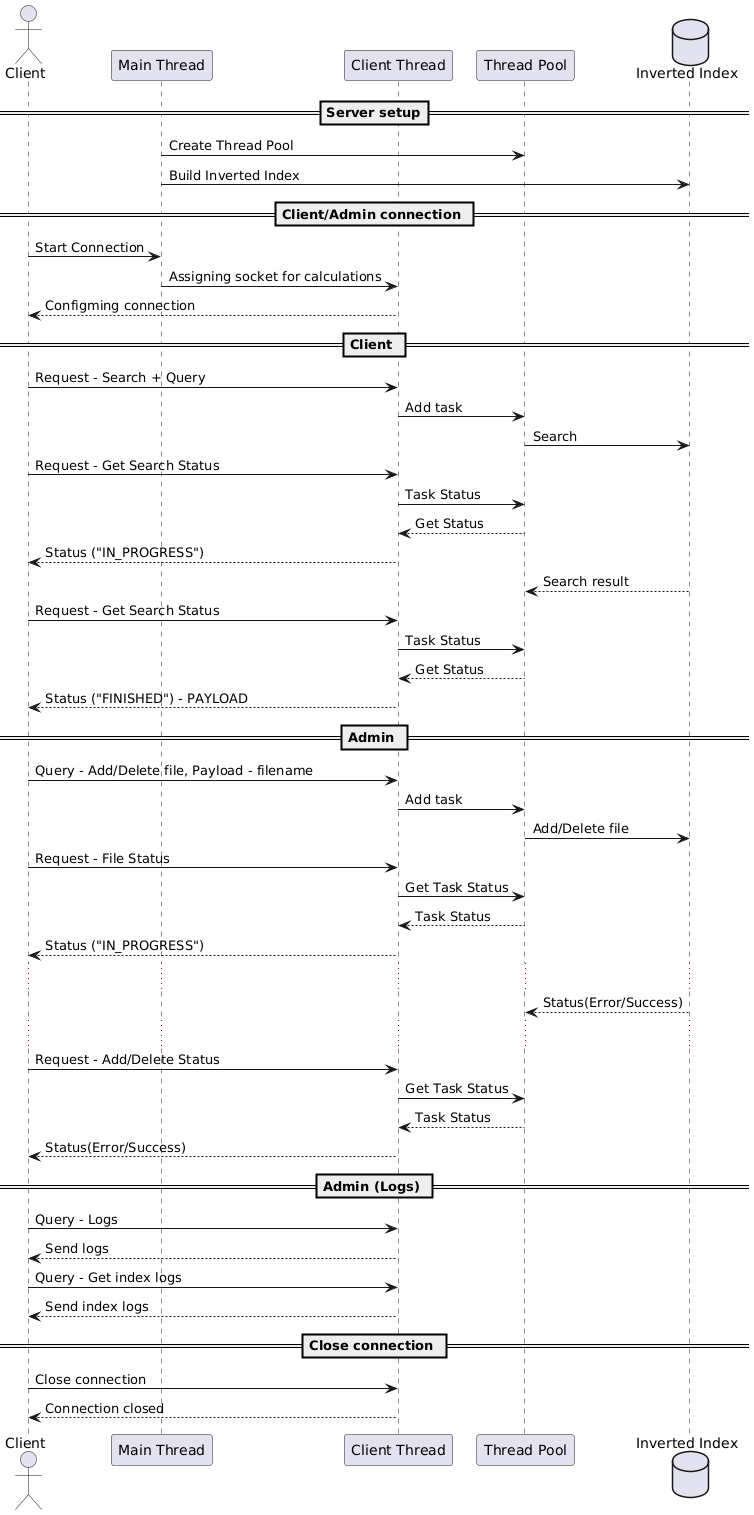 Client
Main Thread
Client Thread
Thread Pool
Inverted Index
Server setup
Create Thread Pool
Build Inverted Index
Client/Admin connection
Start Connection
Assigning socket for calculations
Configming connection
Client
Request - Search + Query
Add task
Search
Request - Get Search Status
Task Status
Get Status
Status ("IN_PROGRESS")
Search result
Request - Get Search Status
Task Status
Get Status
Status ("FINISHED") - PAYLOAD
Admin
Query - Add/Delete file, Payload - filename
Add task
Add/Delete file
Request - File Status
Get Task Status
Task Status
Status ("IN_PROGRESS")
Status(Error/Success)
Request - Add/Delete Status
Get Task Status
Task Status
Status(Error/Success)
Admin (Logs)
Query - Logs
Send logs
Query - Get index logs
Send index logs
Close connection
Close connection
Connection closed
Client
Main Thread
Client Thread
Thread Pool
Inverted Index